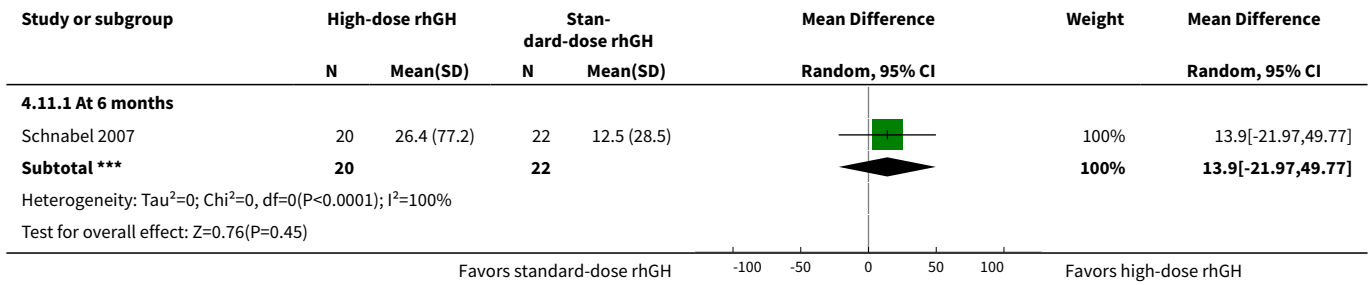 Study or subgroup High-dose rhGH Stan-dard-dose rhGH Mean Difference Weight Mean Difference
N Mean(SD) N Mean(SD) Random, 95% CI Random, 95% CI
4.11.1 At 6 months
Schnabel 2007 20 26.4 (77.2) 22 12.5 (28.5) 100% 13.9[-21.97,49.77]
Subtotal *** 20 22 100% 13.9[-21.97,49.77]
Heterogeneity: Tau²=0; Chi²=0, df=0(P<0.0001); I²=100%
Test for overall effect: Z=0.76(P=0.45)
Favors standard-dose rhGH -100 -50 0 50 100 Favors high-dose rhGH